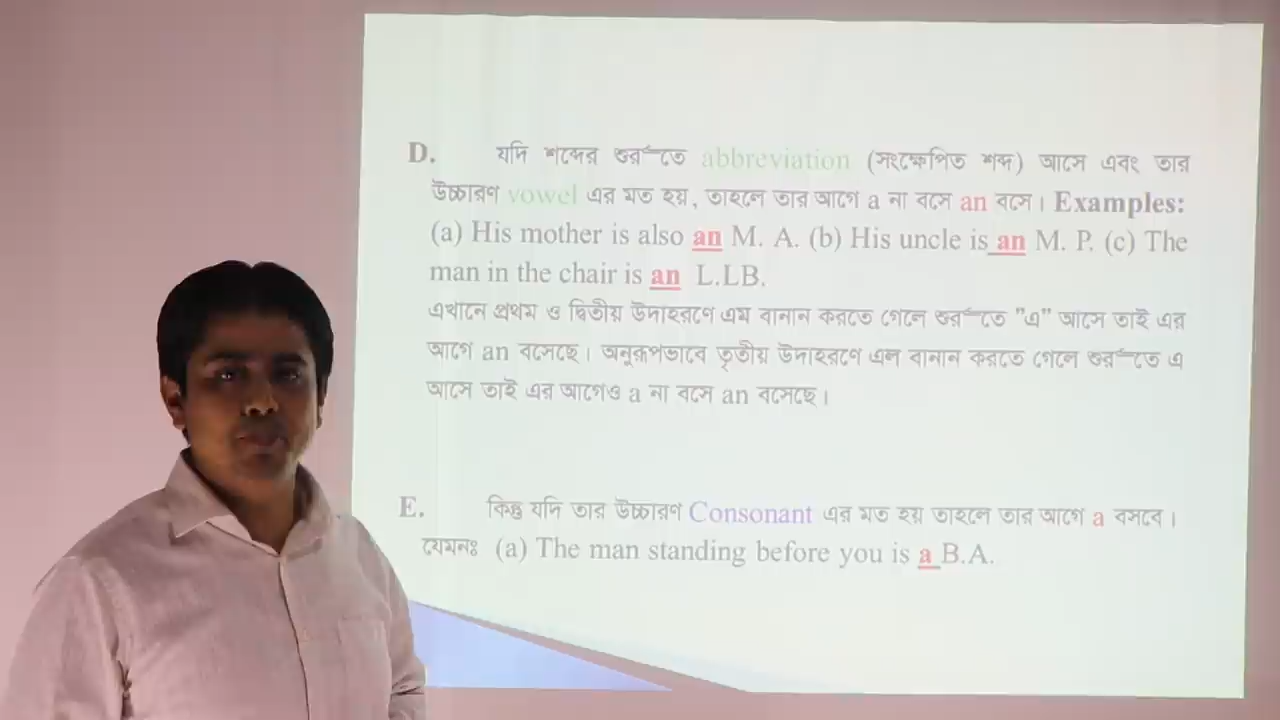 D. যদি শব্দের শুরুতে abbreviation (সংক্ষেপিত শব্দ) আসে এবং তার
উচ্চারণ vowel এর মত হয়, তাহলে তার আগে a না বসে an বসে। Examples:
(a) His mother is also an M. A. (b) His uncle is an M. P. (c) The
man in the chair is an L.LB.
এখানে প্রথম ও দ্বিতীয় উদাহরণে এম বানান করতে গেলে শুরুতে "এ" আসে তাই এর
আগে an বসেছে। অনুরূপভাবে তৃতীয় উদাহরণে এল বানান করতে গেলে শুরুতে এ
আসে তাই এর আগেও a না বসে an বসেছে।
E. কিন্তু যদি তার উচ্চারণ Consonant এর মত হয় তাহলে তার আগে a বসবে।
যেমনঃ (a) The man standing before you is a B.A.